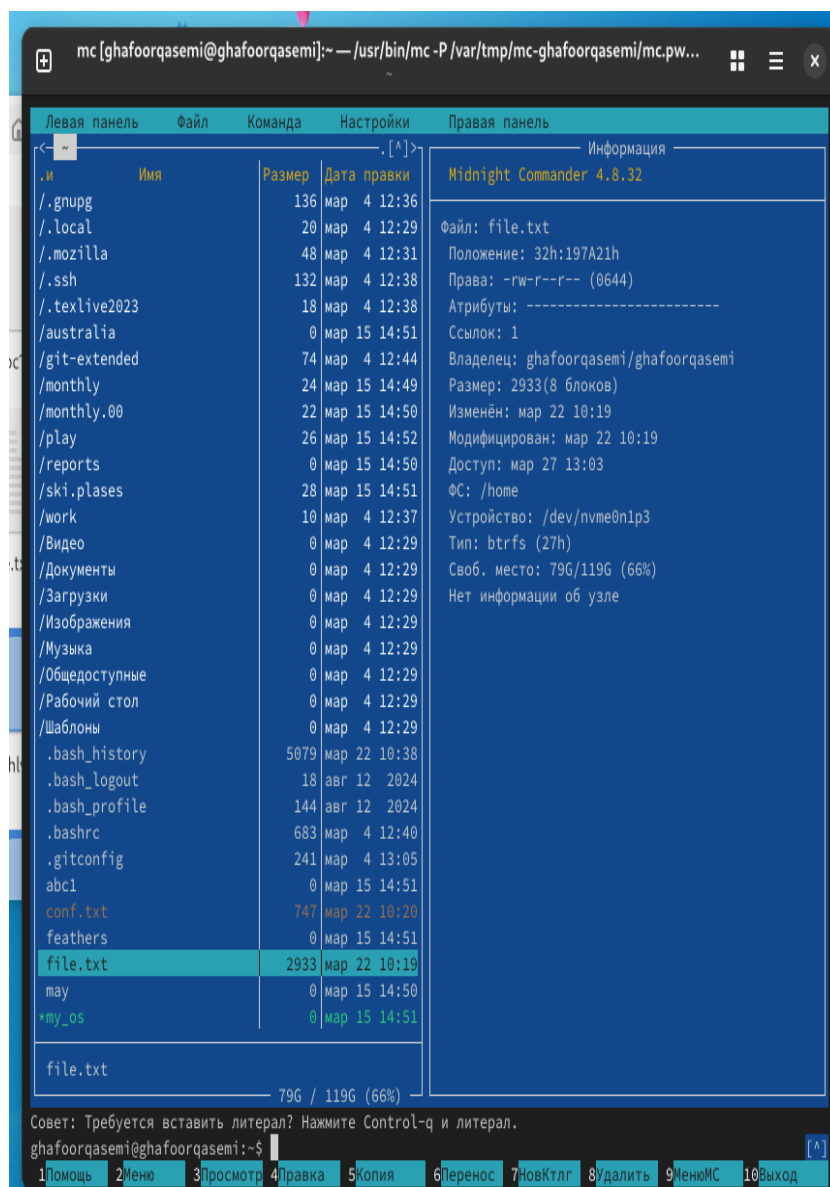 mc [ghafoorqasemi@ghafoorqasemi]:~ — /usr/bin/mc -P /var/tmp/mc-ghafoorqasemi/mc.pw...
~
Левая панель Файл Команда Настройки Правая панель
<─ ~ ─.[^]>
.и Имя Размер Дата правки
/.gnupg 136 мар 4 12:36
/.local 20 мар 4 12:29
/.mozilla 48 мар 4 12:31
/.ssh 132 мар 4 12:38
/.texlive2023 18 мар 4 12:38
/australia 0 мар 15 14:51
/git-extended 74 мар 4 12:44
/monthly 24 мар 15 14:49
/monthly.00 22 мар 15 14:50
/play 26 мар 15 14:52
/reports 0 мар 15 14:50
/ski.plases 28 мар 15 14:51
/work 10 мар 4 12:37
/Видео 0 мар 4 12:29
/Документы 0 мар 4 12:29
/Загрузки 0 мар 4 12:29
/Изображения 0 мар 4 12:29
/Музыка 0 мар 4 12:29
/Общедоступные 0 мар 4 12:29
/Рабочий стол 0 мар 4 12:29
/Шаблоны 0 мар 4 12:29
.bash_history 5079 мар 22 10:38
.bash_logout 18 авг 12 2024
.bash_profile 144 авг 12 2024
.bashrc 683 мар 4 12:40
.gitconfig 241 мар 4 13:05
abc1 0 мар 15 14:51
conf.txt 747 мар 22 10:20
feathers 0 мар 15 14:51
file.txt 2933 мар 22 10:19
may 0 мар 15 14:50
*my_os 0 мар 15 14:51
file.txt
79G / 119G (66%)
Информация
Midnight Commander 4.8.32
Файл: file.txt
Положение: 32h:197A21h
Права: -rw-r--r-- (0644)
Атрибуты: -------------------------
Ссылок: 1
Владелец: ghafoorqasemi/ghafoorqasemi
Размер: 2933(8 блоков)
Изменён: мар 22 10:19
Модифицирован: мар 22 10:19
Доступ: мар 27 13:03
ФС: /home
Устройство: /dev/nvme0n1p3
Тип: btrfs (27h)
Своб. место: 79G/119G (66%)
Нет информации об узле
Совет: Требуется вставить литерал? Нажмите Control-q и литерал.
ghafoorqasemi@ghafoorqasemi:~$ [^]
1Помощь 2Меню 3Просмотр 4Правка 5Копия 6Перенос 7НовКтлг 8Удалить 9МенюМС 10Выход